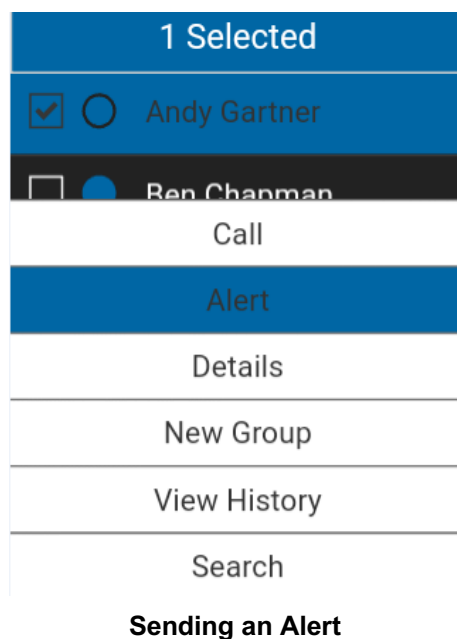 1 Selected
Andy Gartner
Ben Chapman
Call
Alert
Details
New Group
View History
Search
Sending an Alert